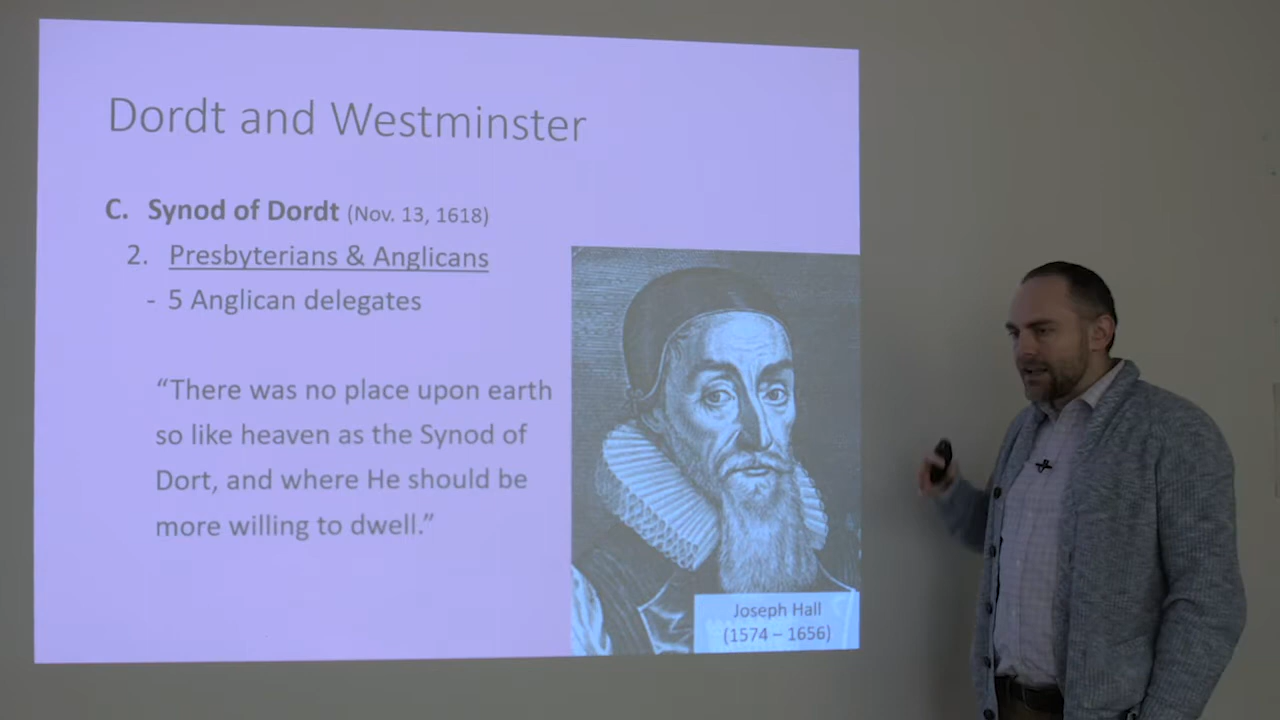 Dordt and Westminster
C. Synod of Dordt (Nov. 13, 1618)
2. Presbyterians & Anglicans
- 5 Anglican delegates
“There was no place upon earth
so like heaven as the Synod of
Dort, and where He should be
more willing to dwell.”
Joseph Hall
(1574 – 1656)